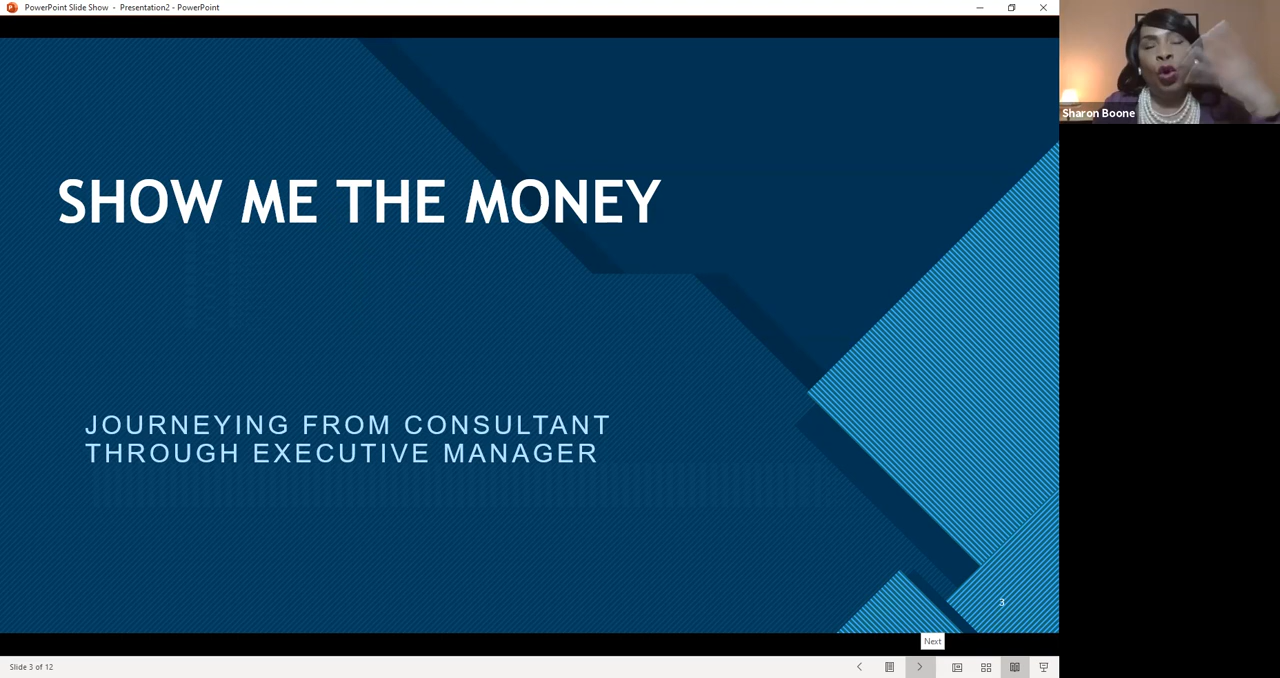 PowerPoint Slide Show - Presentation2 - PowerPoint
Sharon Boone
SHOW ME THE MONEY
JOURNEYING FROM CONSULTANT
THROUGH EXECUTIVE MANAGER
3
Next
Slide 3 of 12